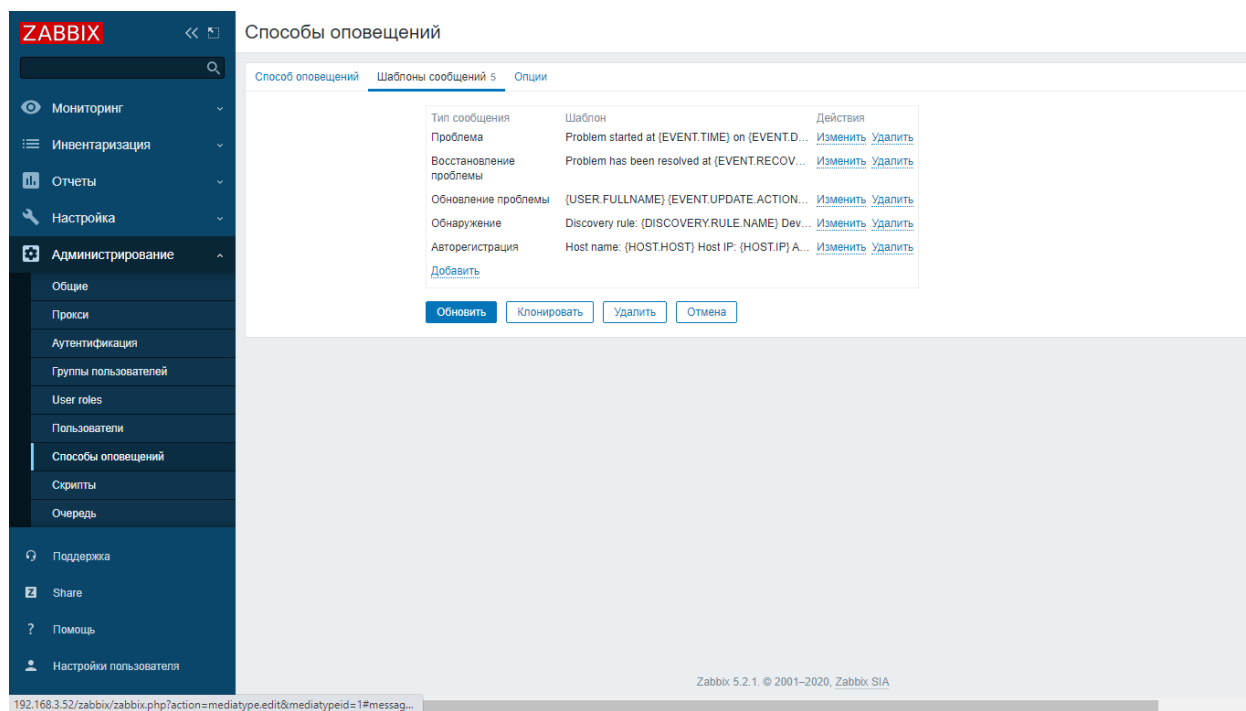 ZABBIX
Способы оповещений
Способ оповещений Шаблоны сообщений 5 Опции
Мониторинг
Инвентаризация
Отчеты
Настройка
Администрирование
Общие
Прокси
Аутентификация
Группы пользователей
User roles
Пользователи
Способы оповещений
Скрипты
Очередь
Поддержка
Share
Помощь
Настройки пользователя
Тип сообщения Шаблон Действия
Проблема Problem started at {EVENT.TIME} on {EVENT.D... Изменить Удалить
Восстановление проблемы Problem has been resolved at {EVENT.RECOV... Изменить Удалить
Обновление проблемы {USER.FULLNAME} {EVENT.UPDATE.ACTION... Изменить Удалить
Обнаружение Discovery rule: {DISCOVERY.RULE.NAME} Dev... Изменить Удалить
Авторегистрация Host name: {HOST.HOST} Host IP: {HOST.IP} A... Изменить Удалить
Добавить
Обновить Клонировать Удалить Отмена
Zabbix 5.2.1. © 2001–2020, Zabbix SIA
192.168.3.52/zabbix/zabbix.php?action=mediatype.edit&mediatypeid=1#messag...